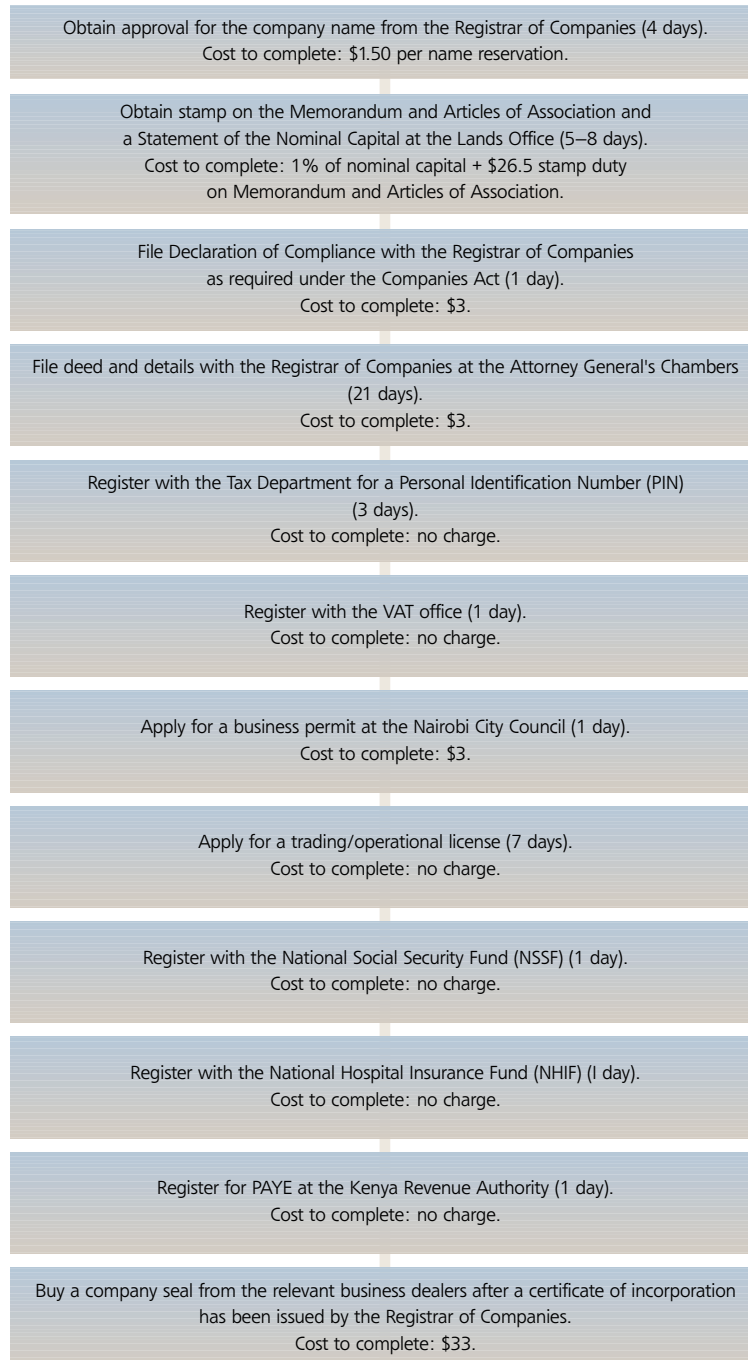 Obtain approval for the company name from the Registrar of Companies (4 days).
Cost to complete: $1.50 per name reservation.
Obtain stamp on the Memorandum and Articles of Association and
a Statement of the Nominal Capital at the Lands Office (5–8 days).
Cost to complete: 1% of nominal capital + $26.5 stamp duty
on Memorandum and Articles of Association.
File Declaration of Compliance with the Registrar of Companies
as required under the Companies Act (1 day).
Cost to complete: $3.
File deed and details with the Registrar of Companies at the Attorney General's Chambers
(21 days).
Cost to complete: $3.
Register with the Tax Department for a Personal Identification Number (PIN)
(3 days).
Cost to complete: no charge.
Register with the VAT office (1 day).
Cost to complete: no charge.
Apply for a business permit at the Nairobi City Council (1 day).
Cost to complete: $3.
Apply for a trading/operational license (7 days).
Cost to complete: no charge.
Register with the National Social Security Fund (NSSF) (1 day).
Cost to complete: no charge.
Register with the National Hospital Insurance Fund (NHIF) (I day).
Cost to complete: no charge.
Register for PAYE at the Kenya Revenue Authority (1 day).
Cost to complete: no charge.
Buy a company seal from the relevant business dealers after a certificate of incorporation
has been issued by the Registrar of Companies.
Cost to complete: $33.